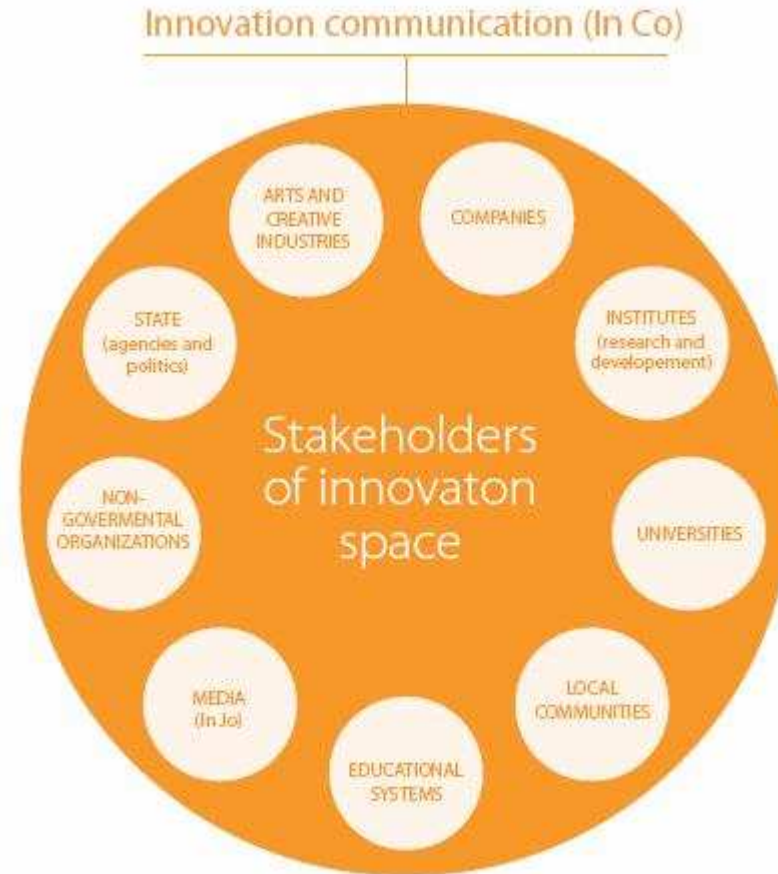 Innovation communication (In Co)
ARTS AND
CREATIVE
INDUSTRIES
COMPANIES
STATE
(agencies and
politics)
INSTITUTES
(research and
developement)
Stakeholders
of innovaton
space
NON-
GOVERMENTAL
ORGANIZATIONS
UNIVERSITIES
MEDIA
(In Jo)
LOCAL
COMMUNITIES
EDUCATIONAL
SYSTEMS